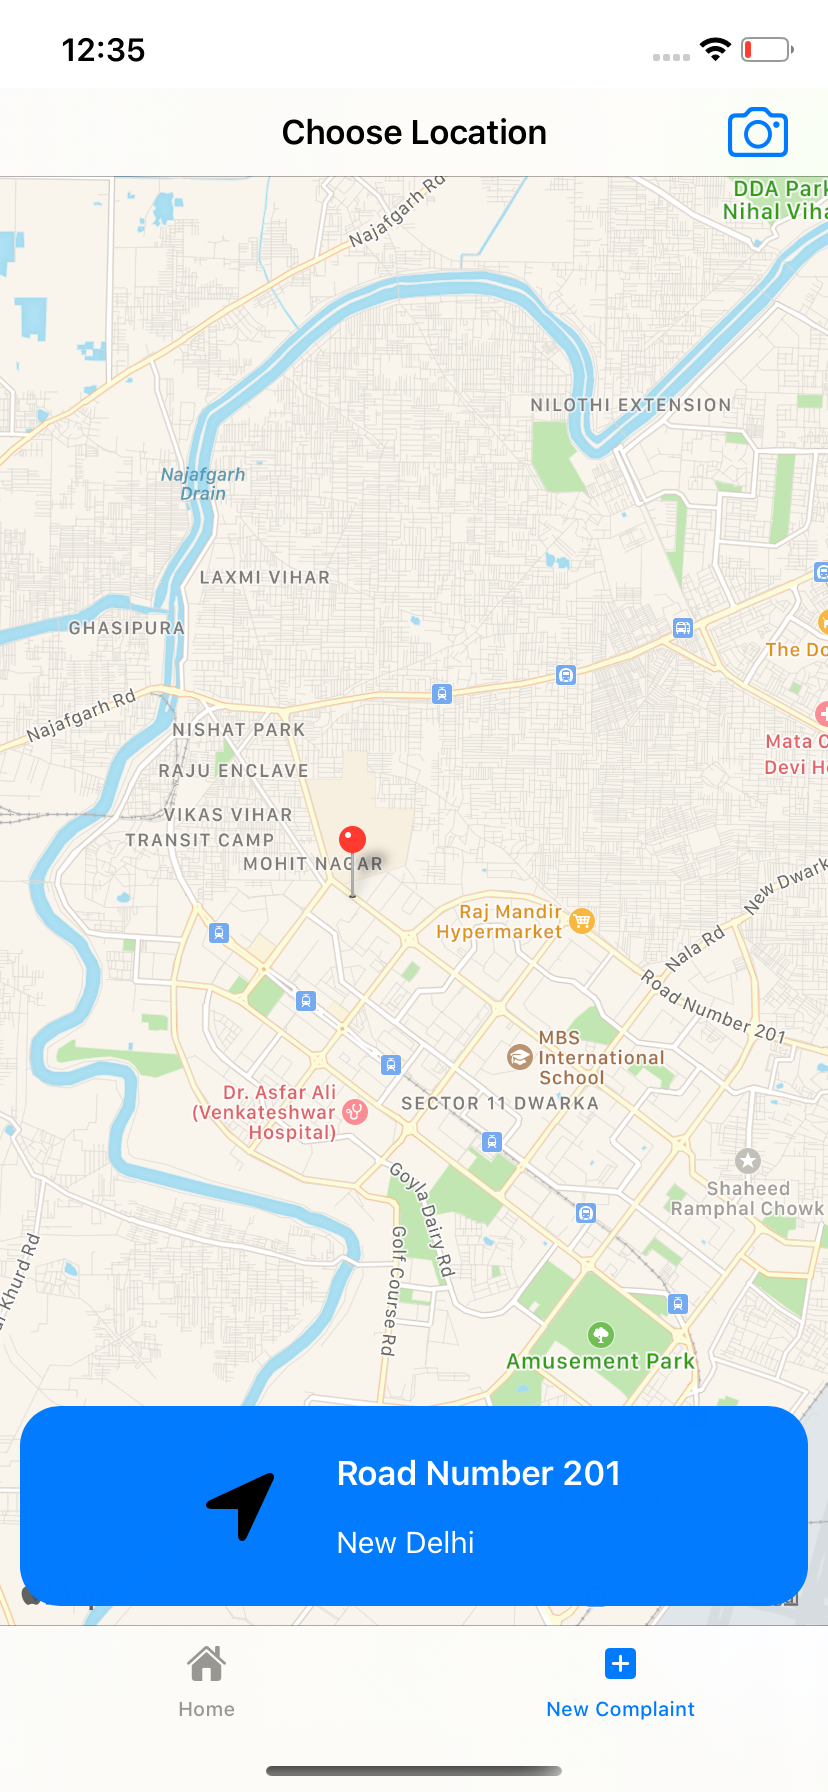 12:35
Choose Location
Najafgarh Rd
DDA Park
Nihal Viha
NILOTHI EXTENSION
Najafgarh
Drain
LAXMI VIHAR
GHASIPURA
The Do
Najafgarh Rd
NISHAT PARK
Mata C
Devi Ho
RAJU ENCLAVE
VIKAS VIHAR
TRANSIT CAMP
MOHIT NAGAR
New Dwark
Raj Mandir
Hypermarket
Nala Rd
Road Number 201
MBS
International
School
Dr. Asfar Ali
(Venkateshwar
Hospital)
SECTOR 11 DWARKA
Shaheed
Ramphal Chowk
Goyla Dairy Rd
Golf Course Rd
Khurd Rd
Amusement Park
Road Number 201
New Delhi
Home
New Complaint